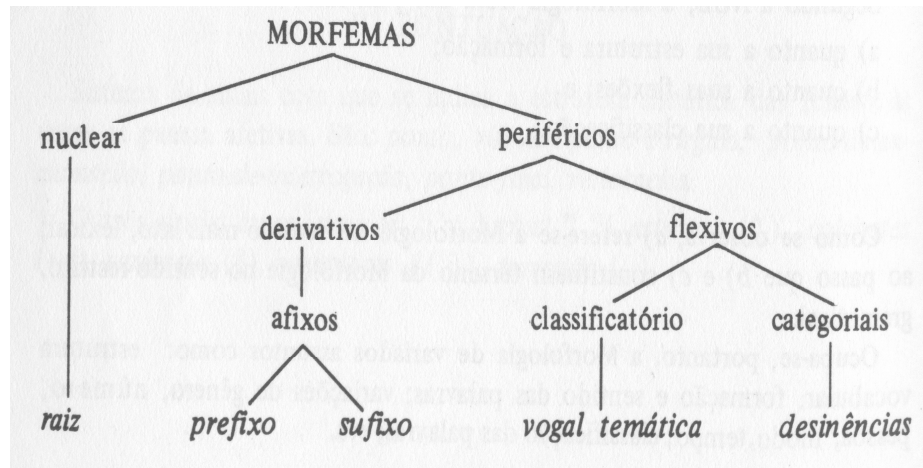 MORFEMAS
nuclear periféricos
derivativos flexivos
afixos classificatório categoriais
raiz prefixo sufixo vogal temática desinências